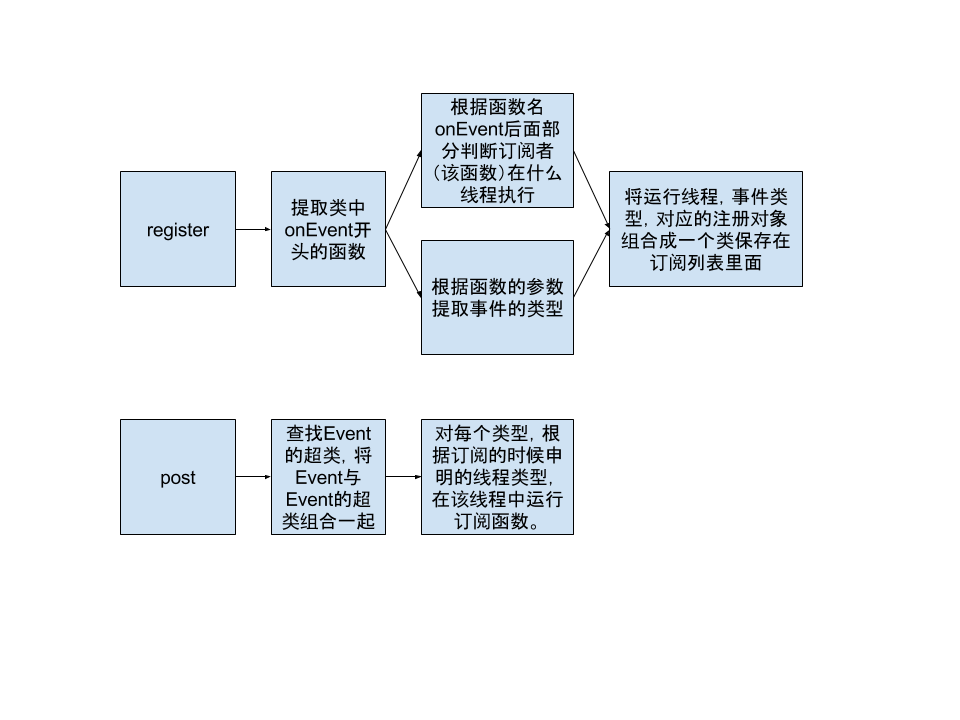 register
提取类中
onEvent开
头的函数
根据函数名
onEvent后面部
分判断订阅者
（该函数）在什么
线程执行
根据函数的参数
提取事件的类型
将运行线程，事件类
型，对应的注册对象
组合成一个类保存在
订阅列表里面
post
查找Event
的超类，将
Event与
Event的超
类组合一起
对每个类型，根
据订阅的时候申
明的线程类型，
在该线程中运行
订阅函数。